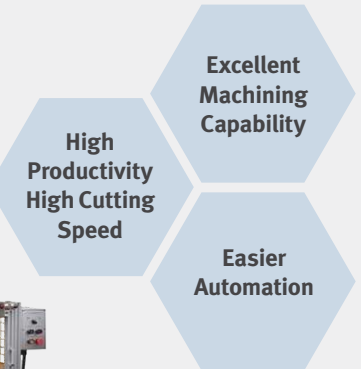 Excellent
Machining
Capability
High
Productivity
High Cutting
Speed
Easier
Automation